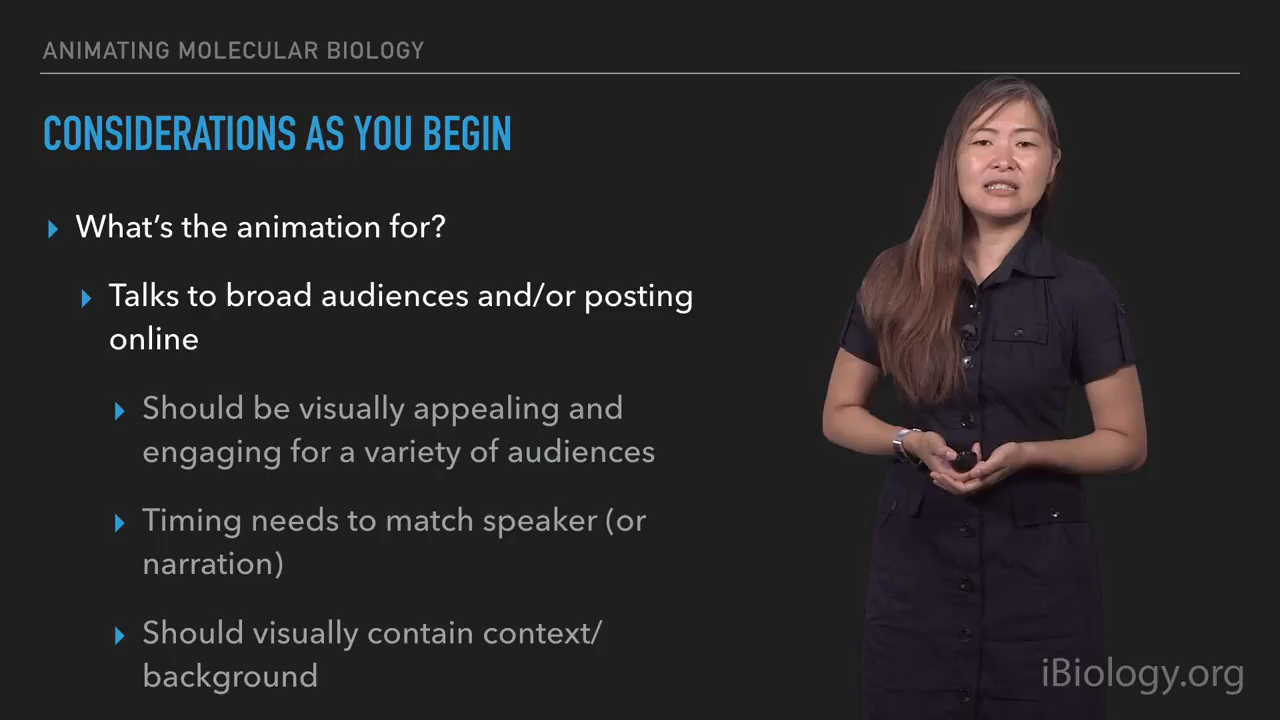 ANIMATING MOLECULAR BIOLOGY
CONSIDERATIONS AS YOU BEGIN
What's the animation for?
Talks to broad audiences and/or posting
online
Should be visually appealing and
engaging for a variety of audiences
Timing needs to match speaker (or
narration)
Should visually contain context/
background
iBiology.org